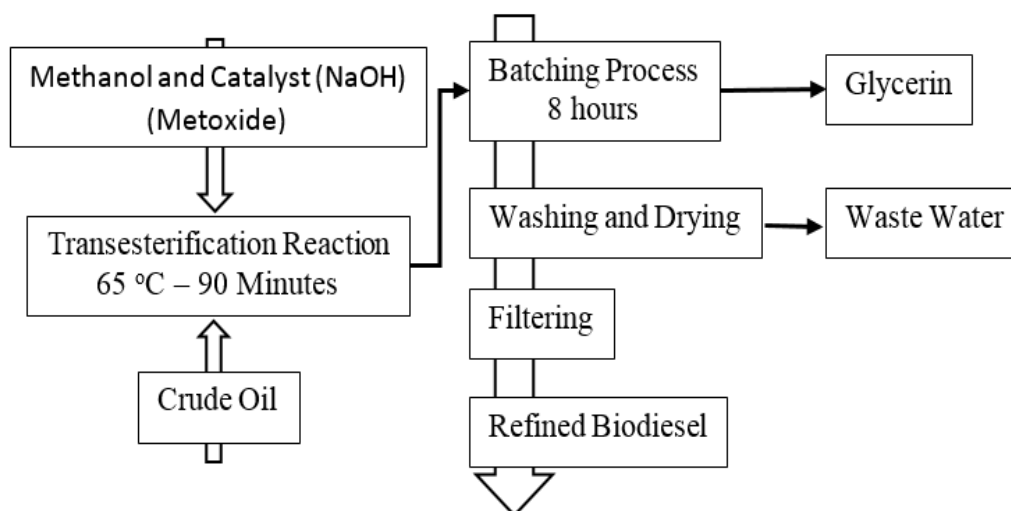 Methanol and Catalyst (NaOH)
(Metoxide)
Transesterification Reaction
65 ºC – 90 Minutes
Crude Oil
Batching Process
8 hours
Glycerin
Washing and Drying
Waste Water
Filtering
Refined Biodiesel